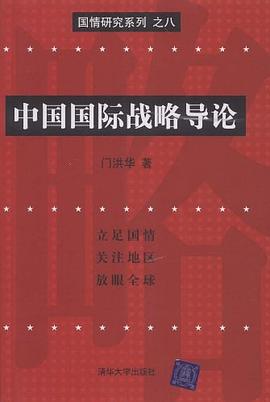 国情研究系列 之八
中国国际战略导论
门洪华 著
立足国情
关注地区
放眼全球
清华大学出版社